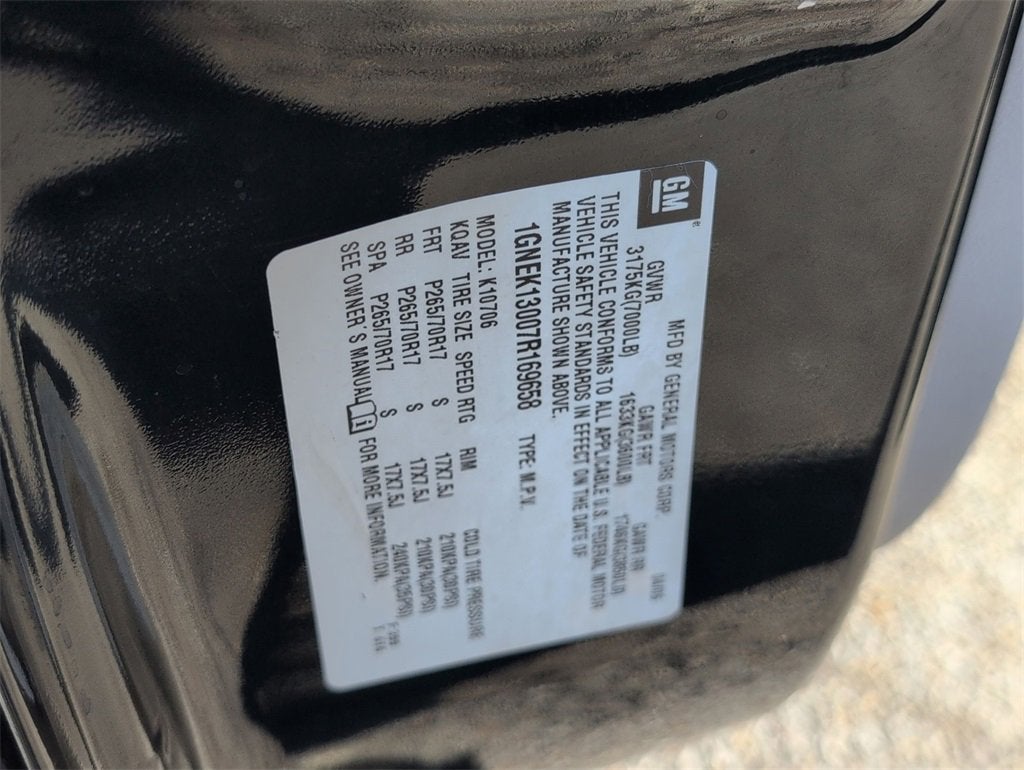 GM
MFD BY GENERAL MOTORS CORP.
GVWR GAWR FRT GAWR RR
3175KG(7000LB) 1633KG(3600LB)
THIS VEHICLE CONFORMS TO ALL APPLICABLE U.S. FEDERAL MOTOR
VEHICLE SAFETY STANDARDS IN EFFECT ON THE DATE OF
MANUFACTURE SHOWN ABOVE.
1GNEK13007R169658 TYPE: M.P.V.
MODEL: K10706
KOAV TIRE SIZE SPEED RTG RIM COLD TIRE PRESSURE
FRT P265/70R17 S 17X7.5J 210KPA(30PSI)
RR P265/70R17 S 17X7.5J 210KPA(30PSI)
SPA P265/70R17 S 17X7.5J 240KPA(35PSI)
SEE OWNER S MANUAL FOR MORE INFORMATION.